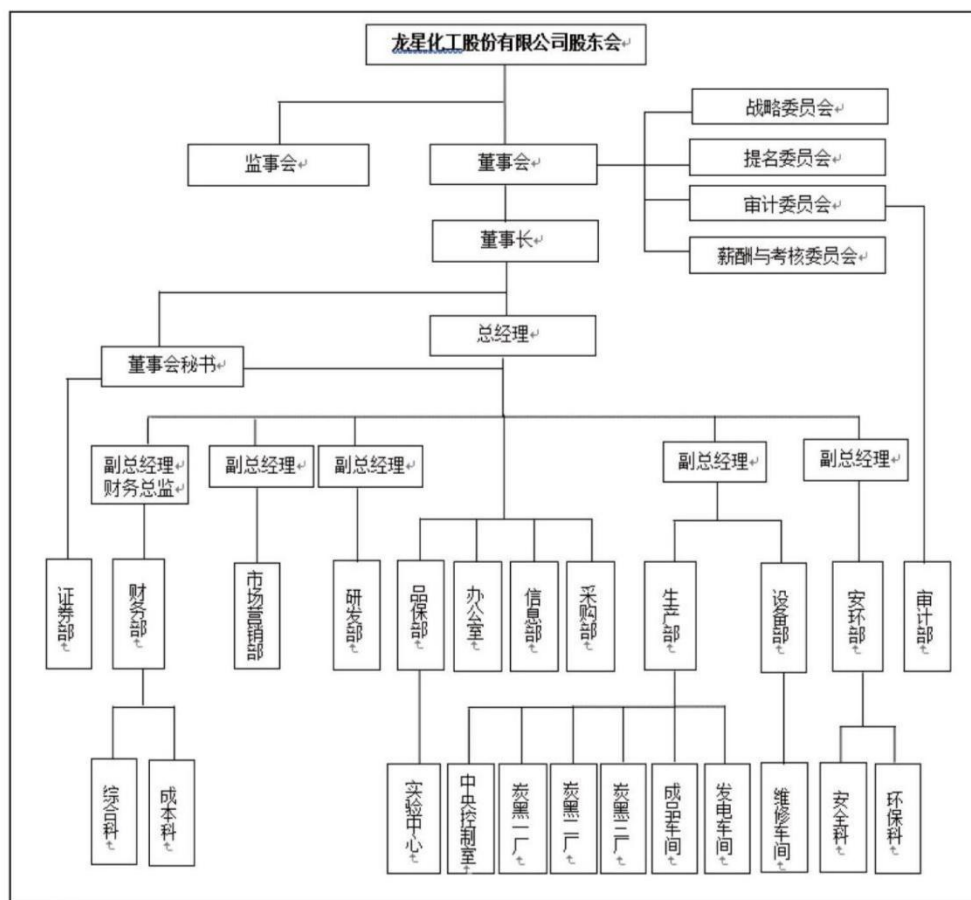 龙星化工股份有限公司股东会
战略委员会
监事会
董事会
提名委员会
审计委员会
董事长
薪酬与考核委员会
总经理
董事会秘书
副总经理
财务总监
副总经理
副总经理
副总经理
副总经理
证券部
财务部
市场营销部
研发部
品保部
办公室
信息部
采购部
生产部
设备部
安环部
审计部
综合科
成本科
实验中心
中央控制室
炭黑一厂
炭黑二厂
炭黑三厂
成品车间
发电车间
维修车间
安全科
环保科